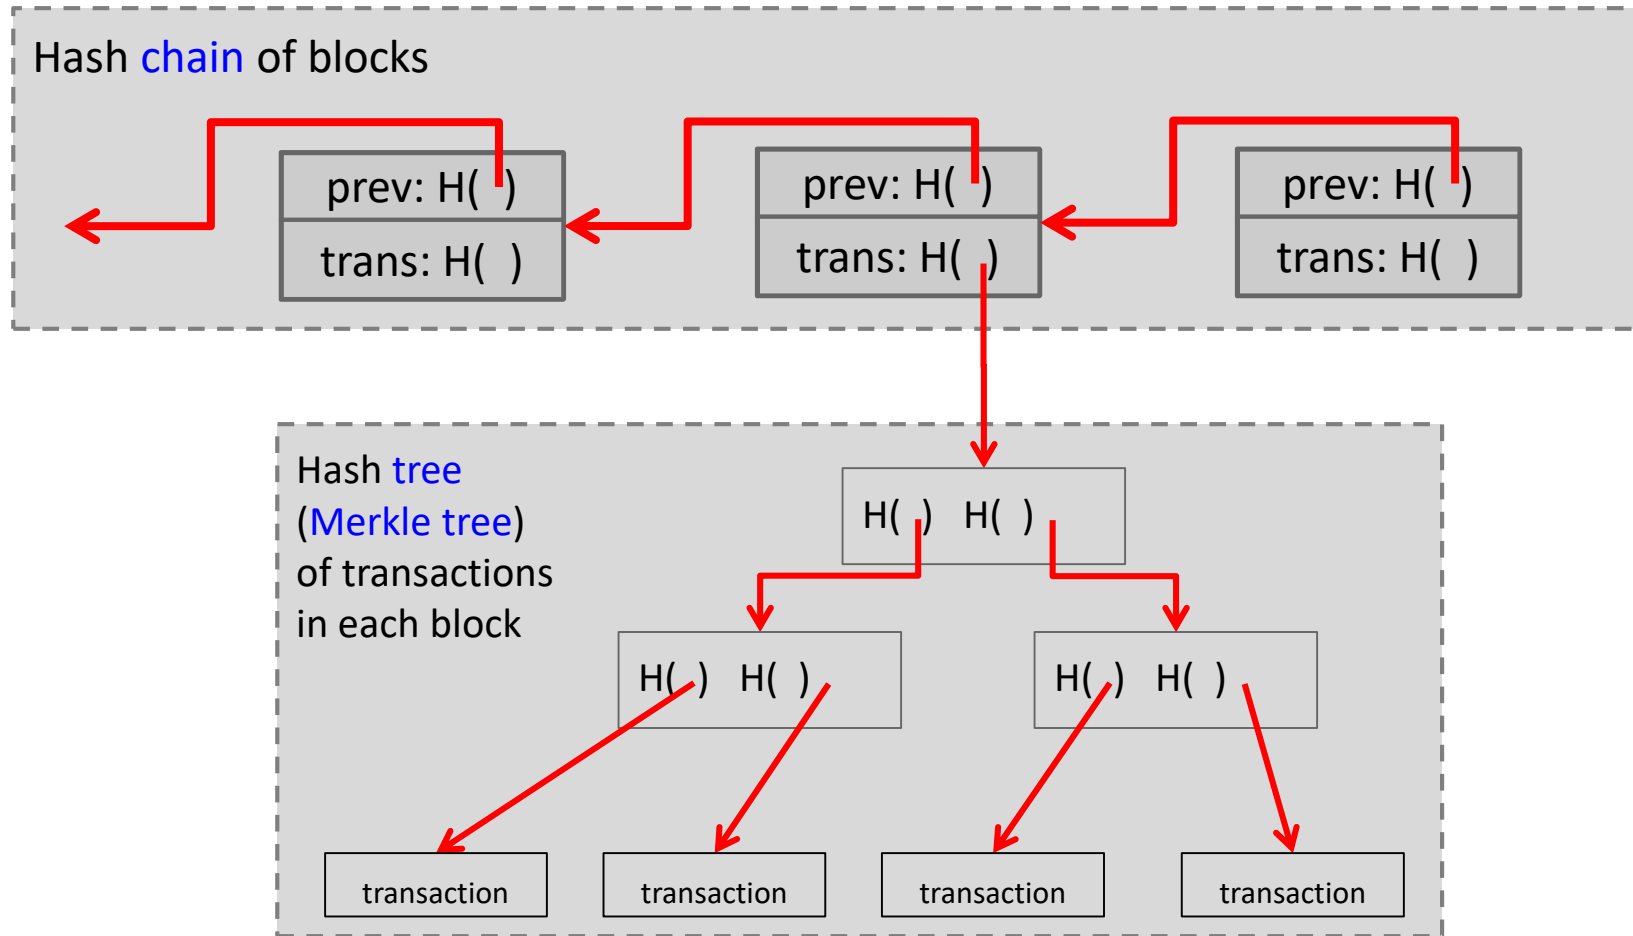 Hash chain of blocks
prev: H( ) prev: H( ) prev: H( )
trans: H( ) trans: H( ) trans: H( )
Hash tree
(Merkle tree)
of transactions
in each block
H( ) H( )
H( ) H( ) H( ) H( )
transaction transaction transaction transaction